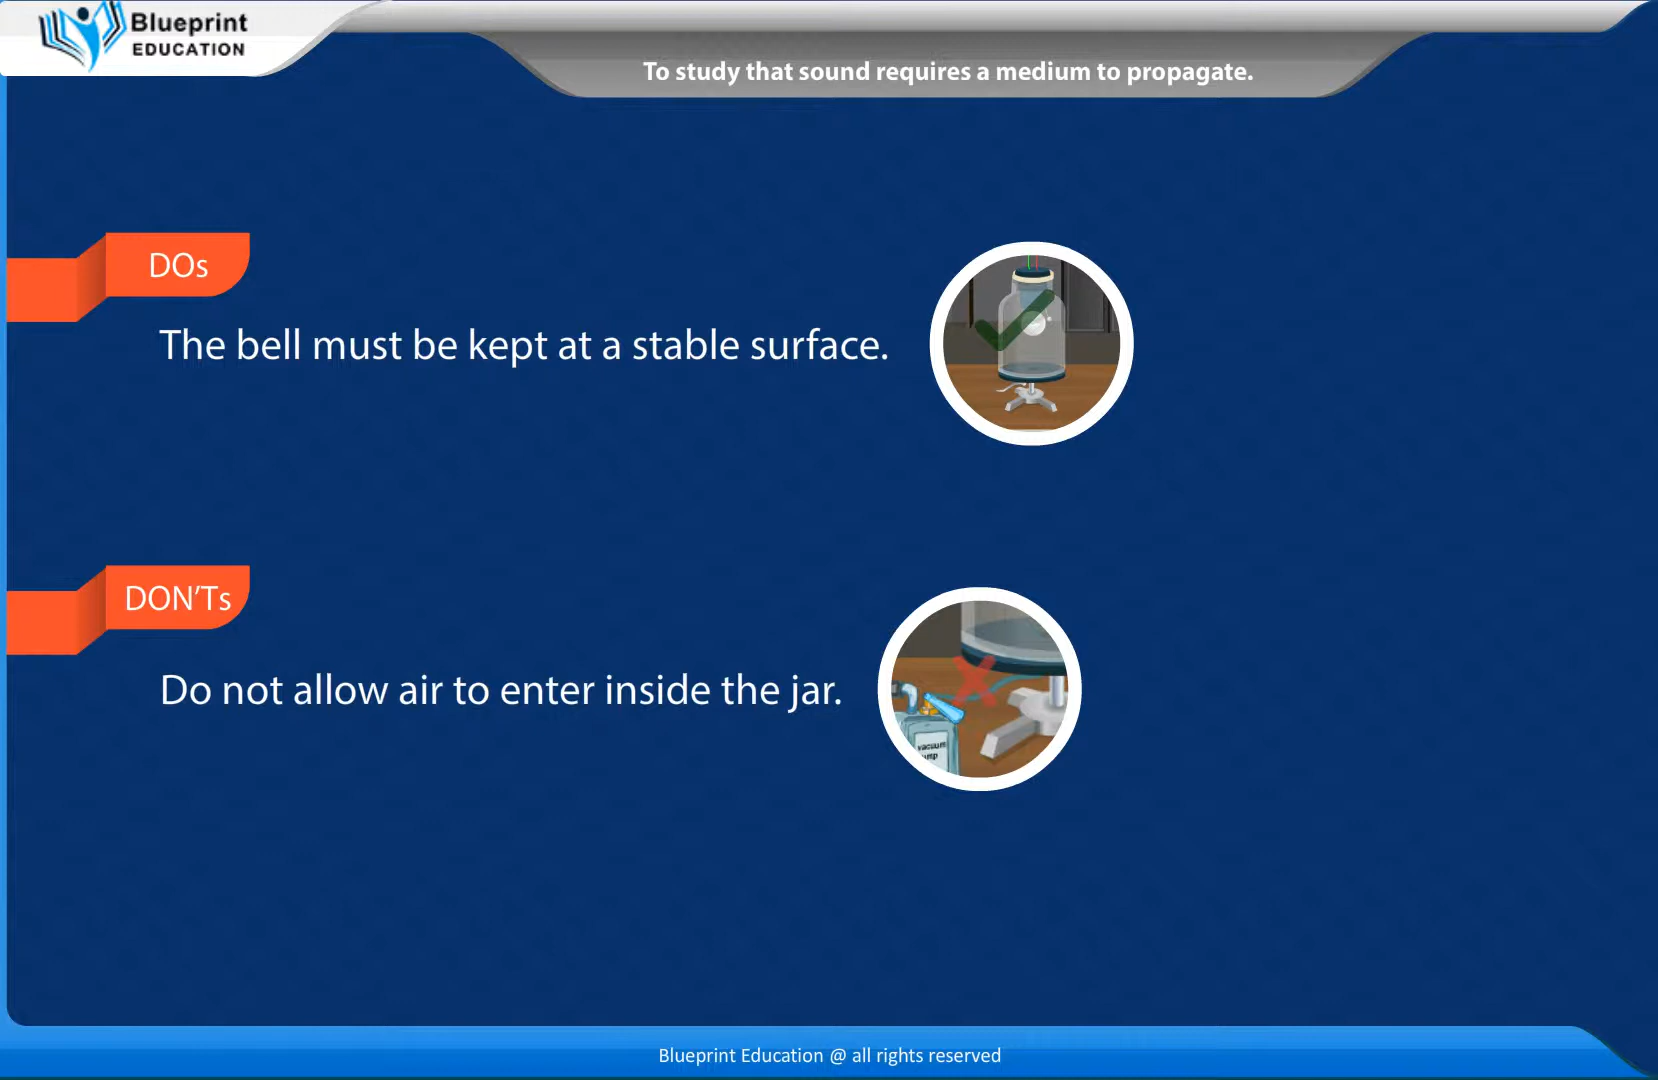 Blueprint
EDUCATION
To study that sound requires a medium to propagate.
DOs
The bell must be kept at a stable surface.
DON'Ts
Do not allow air to enter inside the jar.
vacuum
Blueprint Education @ all rights reserved